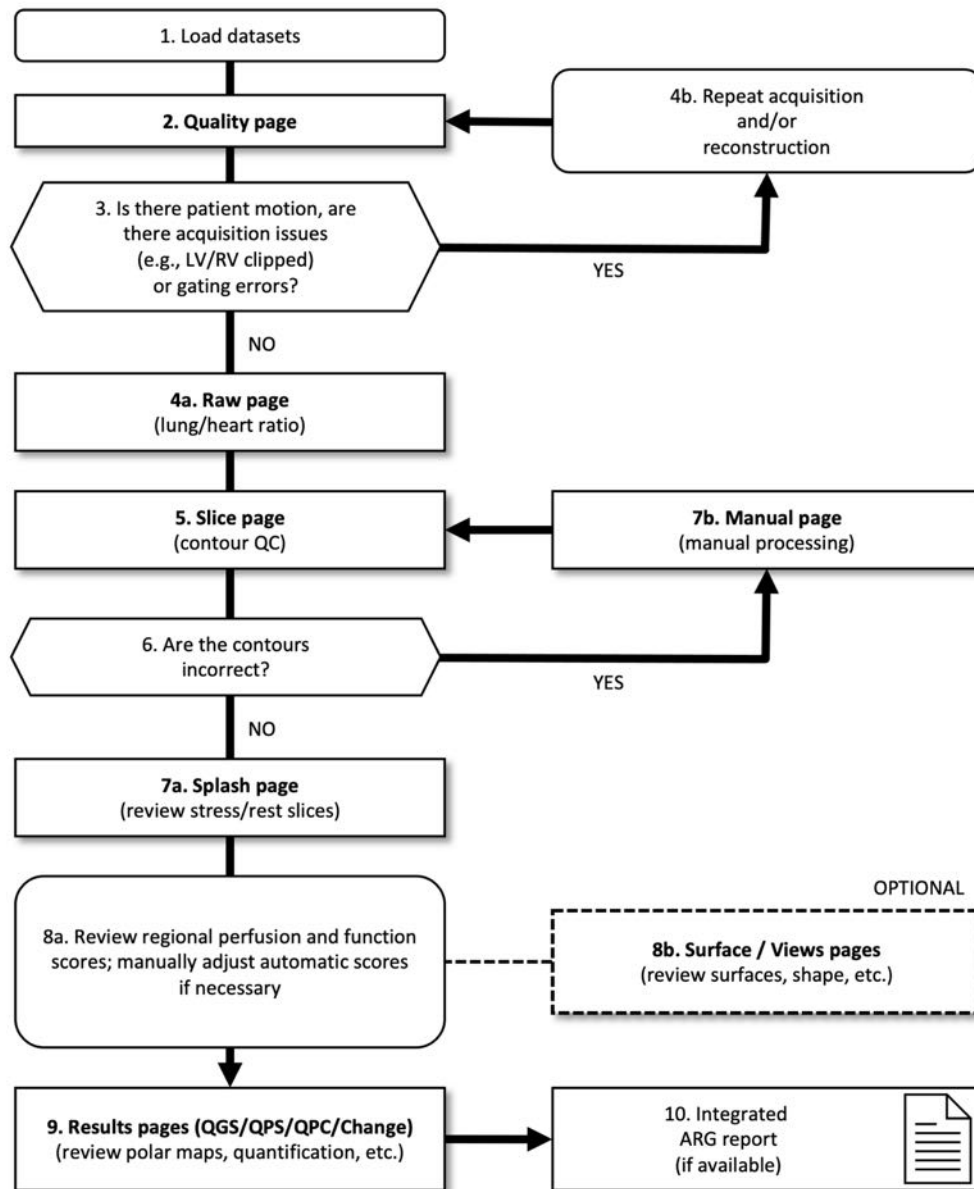 1. Load datasets
2. Quality page
4b. Repeat acquisition
and/or
reconstruction
3. Is there patient motion, are
there acquisition issues
(e.g., LV/RV clipped)
or gating errors?
YES
NO
4a. Raw page
(lung/heart ratio)
5. Slice page
(contour QC)
7b. Manual page
(manual processing)
6. Are the contours
incorrect?
YES
NO
7a. Splash page
(review stress/rest slices)
OPTIONAL
8a. Review regional perfusion and function
scores; manually adjust automatic scores
if necessary
8b. Surface / Views pages
(review surfaces, shape, etc.)
9. Results pages (QGS/QPS/QPC/Change)
(review polar maps, quantification, etc.)
10. Integrated
ARG report
(if available)